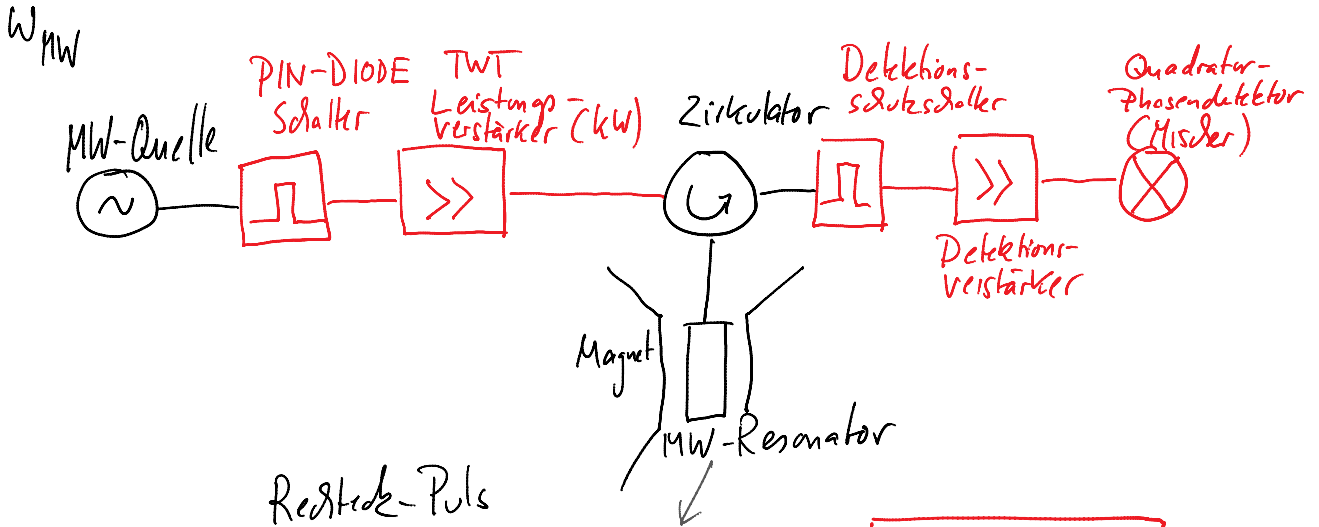 ω_MW
MW-Quelle
PIN-DIODE
Schalter
TWT
Leistungs-
verstärker (kW)
Zirkulator
Detektions-
schutzschalter
Quadratur-
Phasendetektor
(Mischer)
Detektions-
verstärker
Magnet
MW-Resonator
Rechteck-Puls